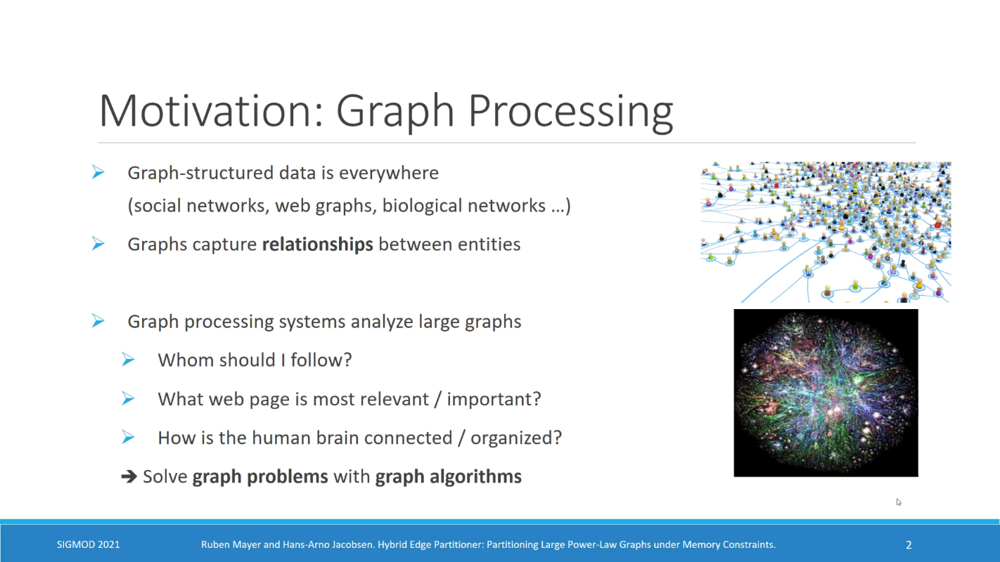 Motivation: Graph Processing
Graph-structured data is everywhere
(social networks, web graphs, biological networks ...)
Graphs capture relationships between entities
Graph processing systems analyze large graphs
Whom should I follow?
What web page is most relevant / important?
How is the human brain connected / organized?
➔ Solve graph problems with graph algorithms
SIGMOD 2021
Ruben Mayer and Hans-Arno Jacobsen. Hybrid Edge Partitioner: Partitioning Large Power-Law Graphs under Memory Constraints.
2